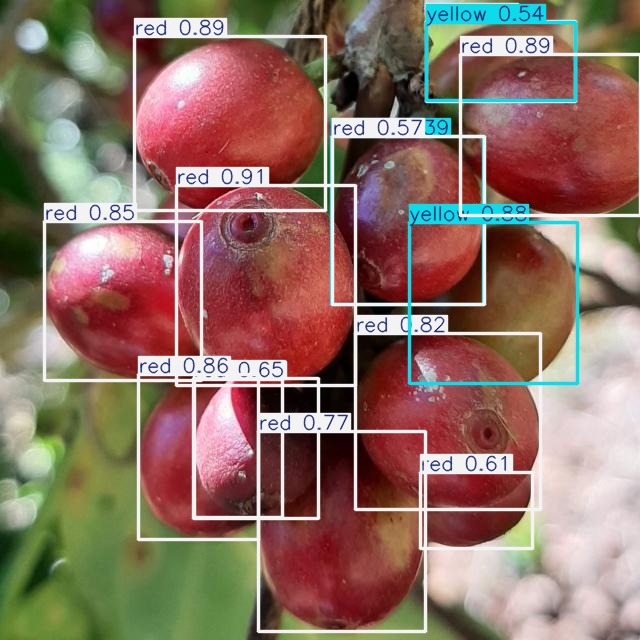 yellow 0.54
red 0.89
red 0.89
red 0.57
39
red 0.91
red 0.85
yellow 0.88
red 0.82
red 0.86
0.65
red 0.77
red 0.61